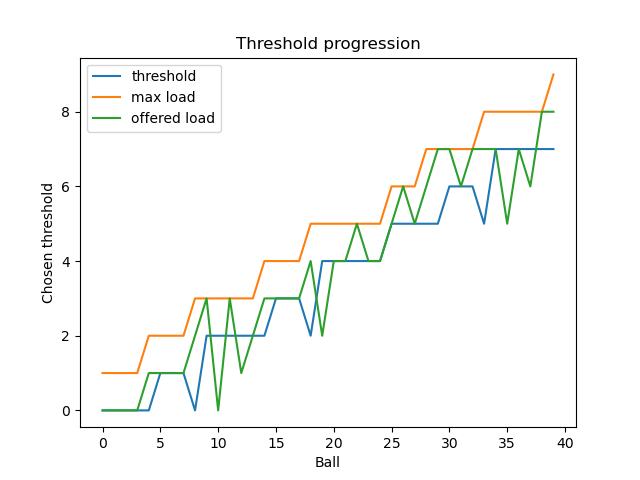 Threshold progression
threshold
max load
offered load
Chosen threshold
8
6
4
2
0
0 5 10 15 20 25 30 35 40
Ball